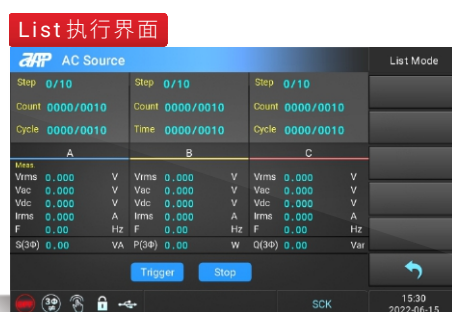 List执行界面
AC Source
List Mode
Step 0/10 Step 0/10 Step 0/10
Count 0000/0010 Count 0000/0010 Count 0000/0010
Cycle 0000/0010 Time 0000/0010 Cycle 0000/0010
A B C
Meas.
Vrms 0.000 V Vrms 0.000 V Vrms 0.000 V
Vac 0.000 V Vac 0.000 V Vac 0.000 V
Vdc 0.000 V Vdc 0.000 V Vdc 0.000 V
Irms 0.000 A Irms 0.000 A Irms 0.000 A
F 0.00 Hz F 0.00 Hz F 0.00 Hz
S(3Φ) 0.00 VA P(3Φ) 0.00 W Q(3Φ) 0.00 Var
Trigger Stop
3Φ SCK 15:30
2022-06-15